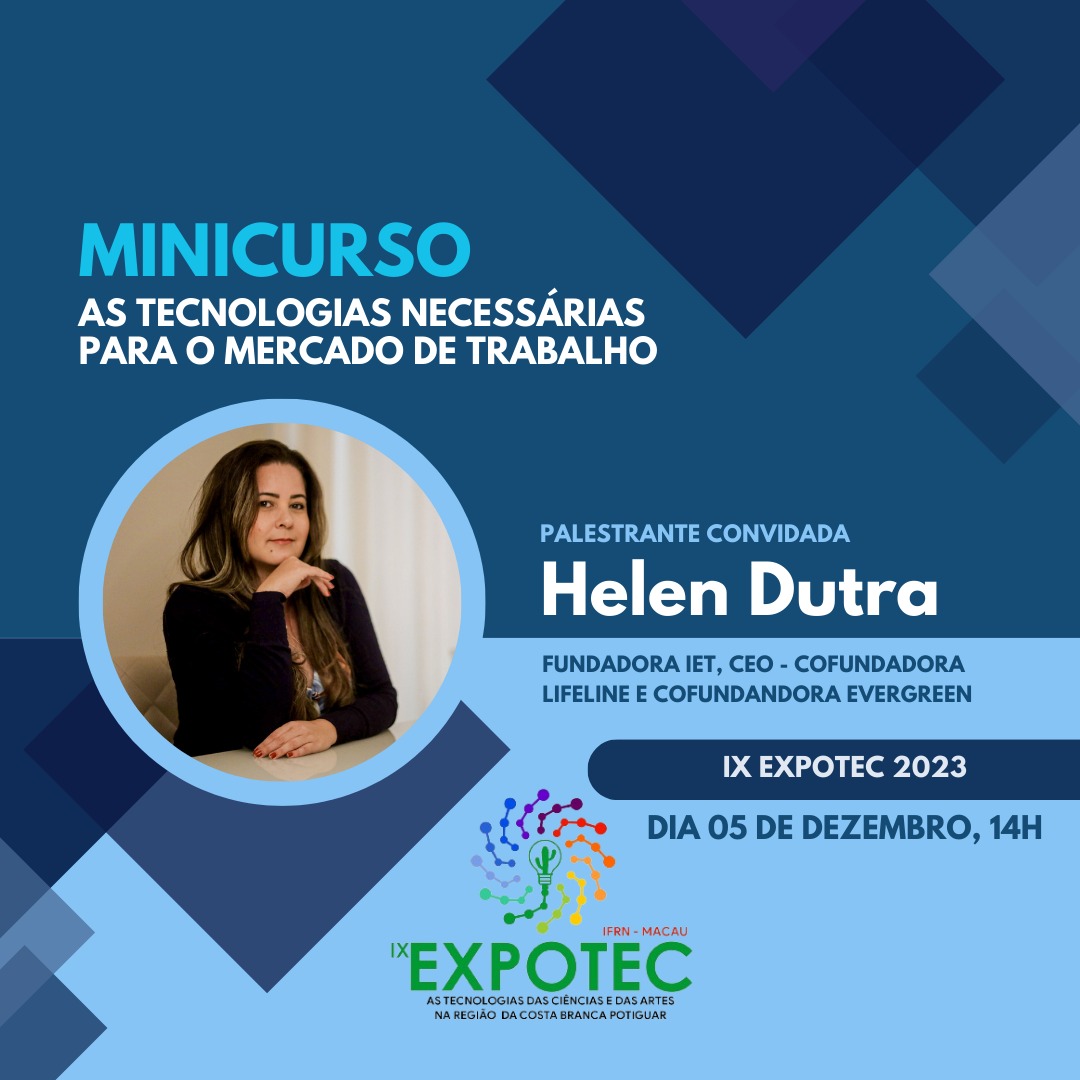 MINICURSO
AS TECNOLOGIAS NECESSÁRIAS
PARA O MERCADO DE TRABALHO
PALESTRANTE CONVIDADA
Helen Dutra
FUNDADORA IET, CEO - COFUNDADORA
LIFELINE E COFUNDANDORA EVERGREEN
IX EXPOTEC 2023
DIA 05 DE DEZEMBRO, 14H
IFRN - MACAU
IX EXPOTEC
AS TECNOLOGIAS DAS CIÊNCIAS E DAS ARTES
NA REGIÃO DA COSTA BRANCA POTIGUAR